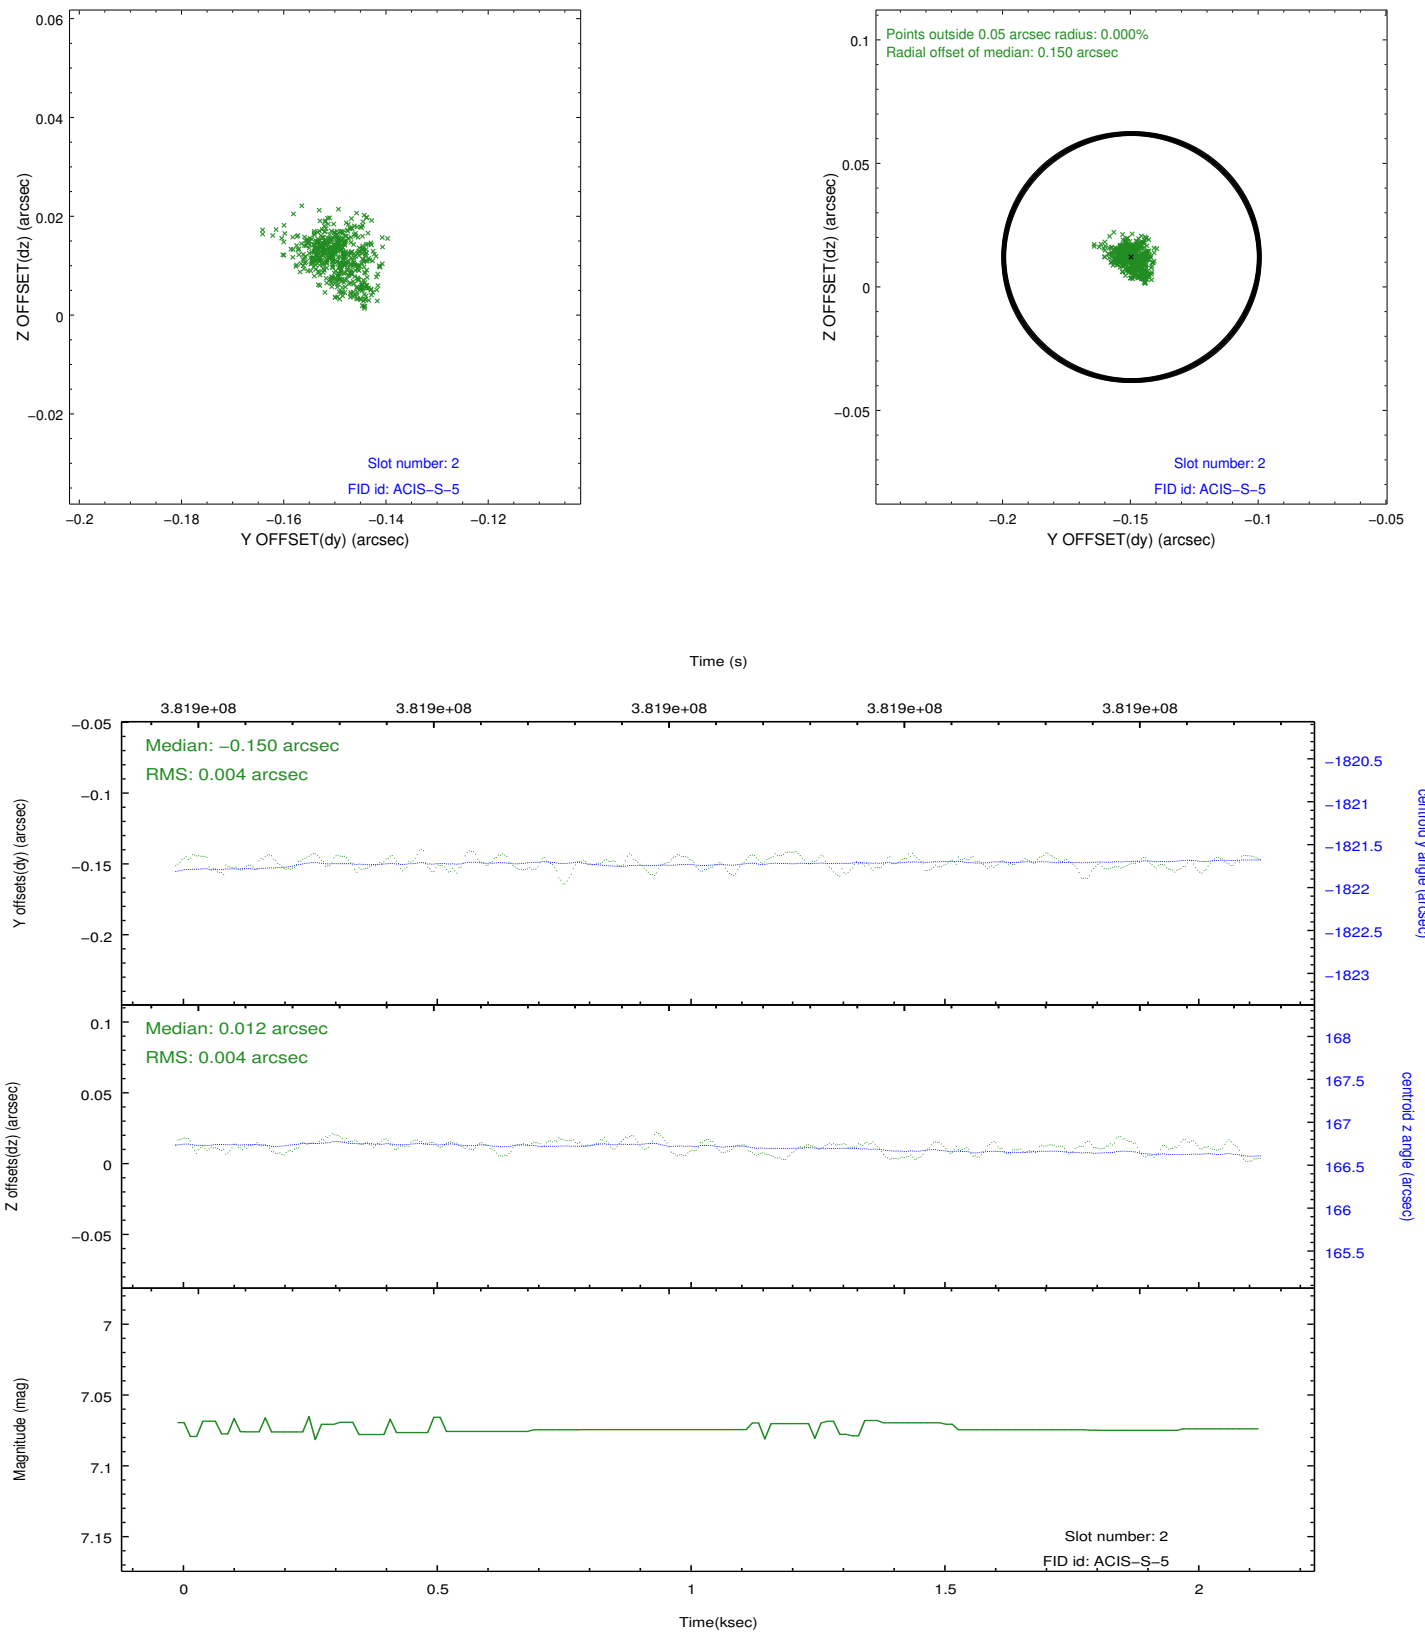 0.06
0.04
0.02
0
−0.02
Z OFFSET(dz) (arcsec)
Slot number: 2
FID id: ACIS−S−5
−0.2 −0.18 −0.16 −0.14 −0.12
Y OFFSET(dy) (arcsec)
Points outside 0.05 arcsec radius: 0.000%
Radial offset of median: 0.150 arcsec
0.1
0.05
0
−0.05
Z OFFSET(dz) (arcsec)
Slot number: 2
FID id: ACIS−S−5
−0.2 −0.15 −0.1 −0.05
Y OFFSET(dy) (arcsec)
Time (s)
3.819e+08 3.819e+08 3.819e+08 3.819e+08 3.819e+08
Median: −0.150 arcsec
RMS: 0.004 arcsec
−0.05
−0.1
−0.15
−0.2
Y offsets(dy) (arcsec)
−1820.5
−1821
−1821.5
−1822
−1822.5
−1823
centroid y angle (arcsec)
Median: 0.012 arcsec
RMS: 0.004 arcsec
0.1
0.05
0
−0.05
Z offsets(dz) (arcsec)
168
167.5
167
166.5
166
165.5
centroid z angle (arcsec)
7
7.05
7.1
7.15
Magnitude (mag)
Slot number: 2
FID id: ACIS−S−5
0 0.5 1 1.5 2
Time(ksec)